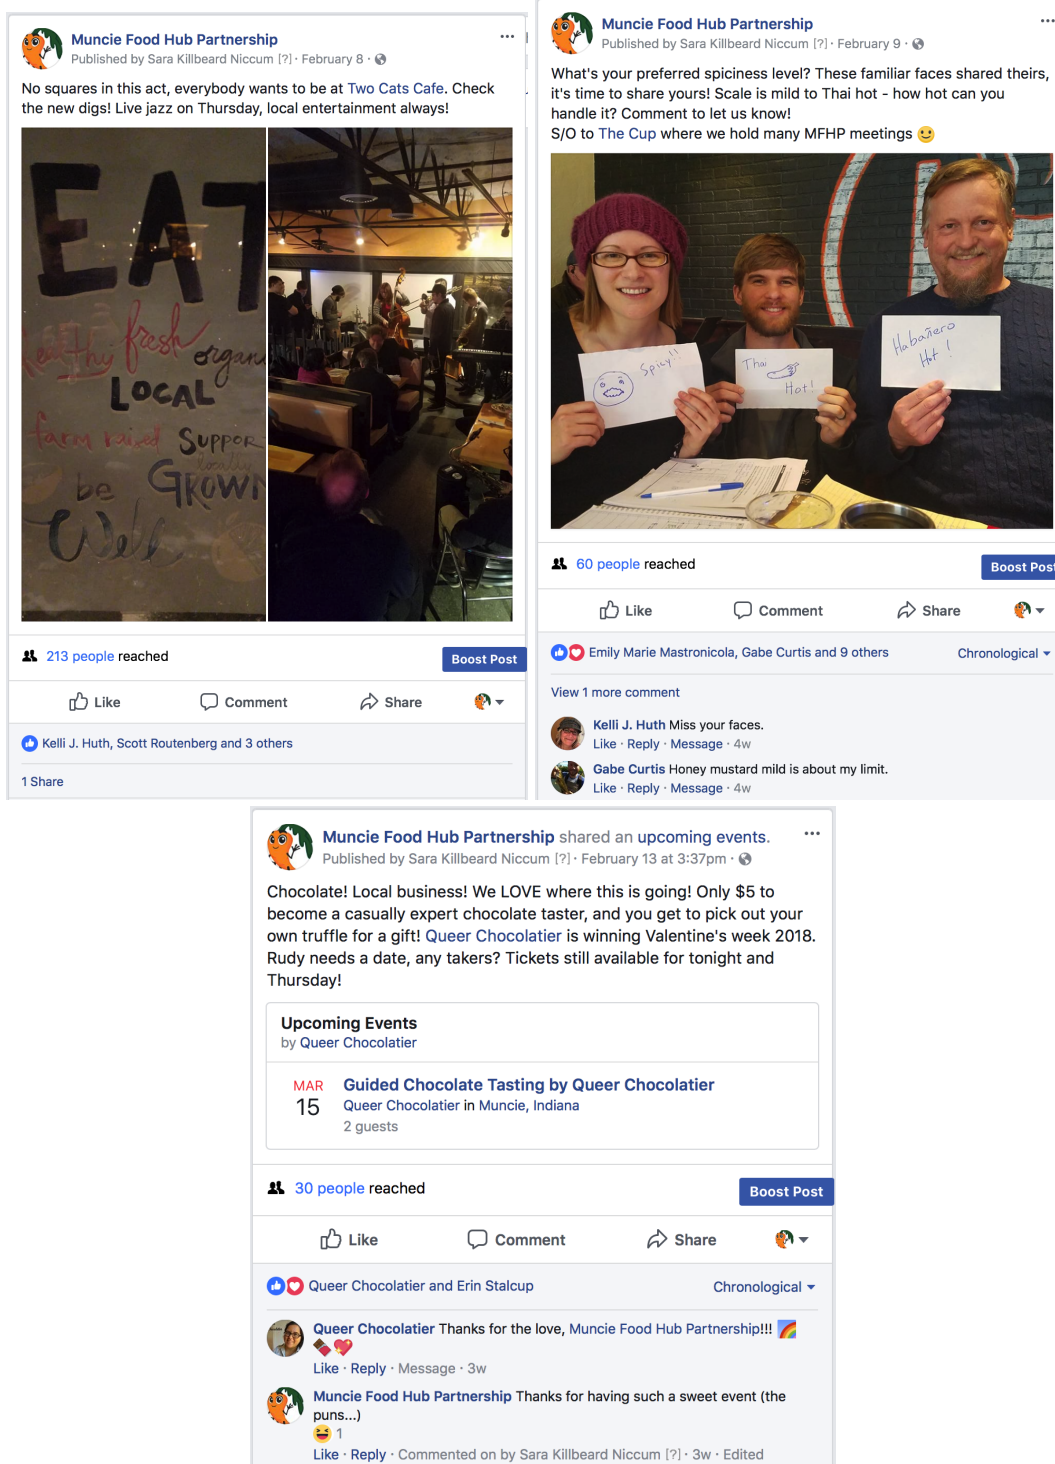 Muncie Food Hub Partnership
Published by Sara Killbeard Niccum [?] · February 8 ·
No squares in this act, everybody wants to be at Two Cats Cafe. Check
the new digs! Live jazz on Thursday, local entertainment always!
EAT
fresh
LOCAL
farm raised SUPPOR
locally
be GROWN
Well
213 people reached
Boost Post
Like Comment Share
Kelli J. Huth, Scott Routenberg and 3 others
1 Share
Muncie Food Hub Partnership
Published by Sara Killbeard Niccum [?] · February 9 ·
What's your preferred spiciness level? These familiar faces shared theirs,
it's time to share yours! Scale is mild to Thai hot - how hot can you
handle it? Comment to let us know!
S/O to The Cup where we hold many MFHP meetings 🙂
Spicy!!
Thai
Hot!
Habañero
Hot!
60 people reached
Boost Post
Like Comment Share
Emily Marie Mastronicola, Gabe Curtis and 9 others
Chronological
View 1 more comment
Kelli J. Huth Miss your faces.
Like · Reply · Message · 4w
Gabe Curtis Honey mustard mild is about my limit.
Like · Reply · Message · 4w
Muncie Food Hub Partnership shared an upcoming events.
Published by Sara Killbeard Niccum [?] · February 13 at 3:37pm ·
Chocolate! Local business! We LOVE where this is going! Only $5 to
become a casually expert chocolate taster, and you get to pick out your
own truffle for a gift! Queer Chocolatier is winning Valentine's week 2018.
Rudy needs a date, any takers? Tickets still available for tonight and
Thursday!
Upcoming Events
by Queer Chocolatier
MAR
15
Guided Chocolate Tasting by Queer Chocolatier
Queer Chocolatier in Muncie, Indiana
2 guests
30 people reached
Boost Post
Like Comment Share
Queer Chocolatier and Erin Stalcup
Chronological
Queer Chocolatier Thanks for the love, Muncie Food Hub Partnership!!! 🌈
🍫💖
Like · Reply · Message · 3w
Muncie Food Hub Partnership Thanks for having such a sweet event (the
puns...)
😆 1
Like · Reply · Commented on by Sara Killbeard Niccum [?] · 3w · Edited